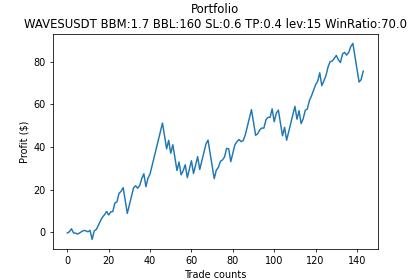 Portfolio
WAVESUSDT BBM:1.7 BBL:160 SL:0.6 TP:0.4 lev:15 WinRatio:70.0
Profit ($)
80
60
40
20
0
0 20 40 60 80 100 120 140
Trade counts